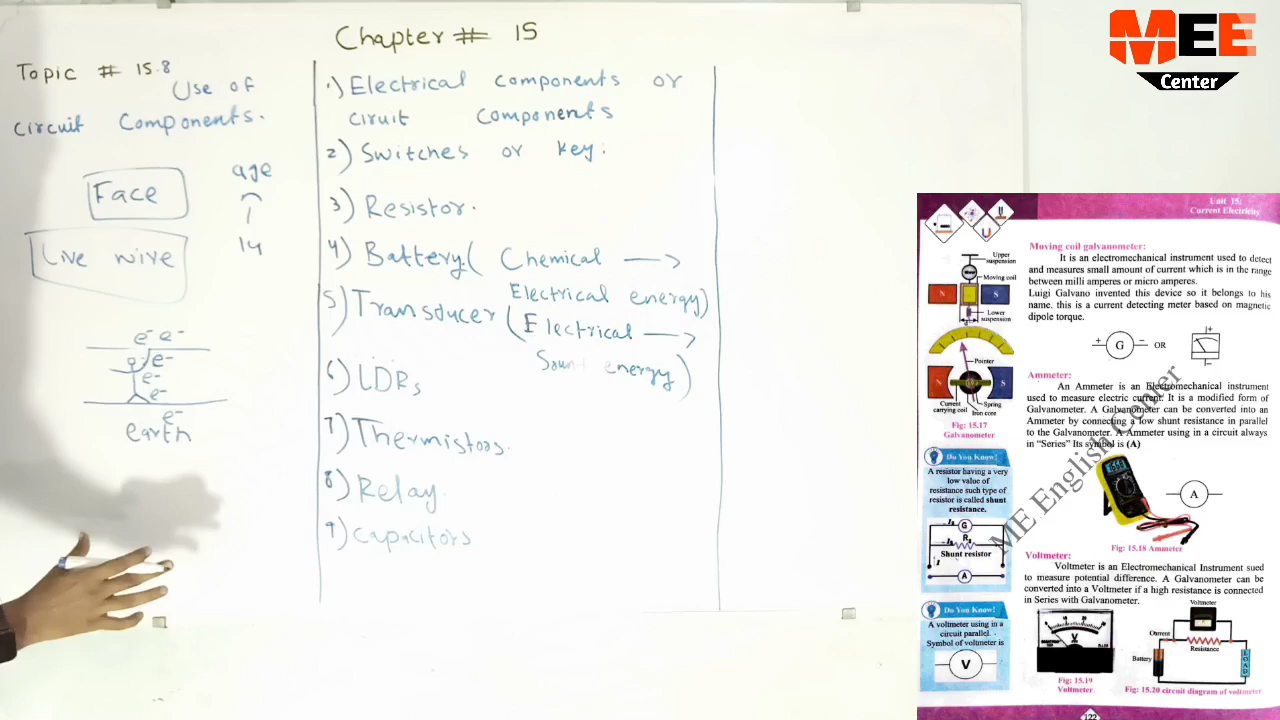 Chapter # 15
Topic # 15.8
Use of
circuit Components.
Face
age
14
Live wire
e- e-
e-
e-
e-
e-
earth
1) Electrical components or
ciruit components
2) Switches or key:
3) Resistor.
4) Battery( Chemical →
Electrical energy)
5) Transducer (Electrical →
Sount energy)
6) LDRs
7) Thermistors.
8) Relay.
9) Capacitors
MEE
Center
Unit 15:
Current Electricity
Moving coil galvanometer:
It is an electromechanical instrument used to detect
and measures small amount of current which is in the range
between milli amperes or micro amperes.
Luigi Galvano invented this device so it belongs to his
name. this is a current detecting meter based on magnetic
dipole torque.
Upper
suspension
Moving coil
N
S
Lower
suspension
+ G − OR
1+
1−
Pointer
N
S
Current
carrying coil
Spring
Iron core
Fig: 15.17
Galvanometer
Ammeter:
An Ammeter is an Electromechanical instrument
used to measure electric current. It is a modified form of
Galvanometer. A Galvanometer can be converted into an
Ammeter by connecting a low shunt resistance in parallel
to the Galvanometer. A Ammeter using in a circuit always
in “Series” Its symbol is (A)
Do You Know!
A resistor having a very
low value of
resistance such type of
resistor is called shunt
resistance.
G
Rs
Shunt resistor
I
A
A
Fig: 15.18 Ammeter
ME English Center
Voltmeter:
Voltmeter is an Electromechanical Instrument sued
to measure potential difference. A Galvanometer can be
converted into a Voltmeter if a high resistance is connected
in Series with Galvanometer.
Do You Know!
A voltmeter using in a
circuit parallel.
Symbol of voltmeter is
V
V
Fig: 15.19
Voltmeter
Voltmeter
Current
Resistance
Battery
LOAD
Fig: 15.20 circuit diagram of voltmeter
122